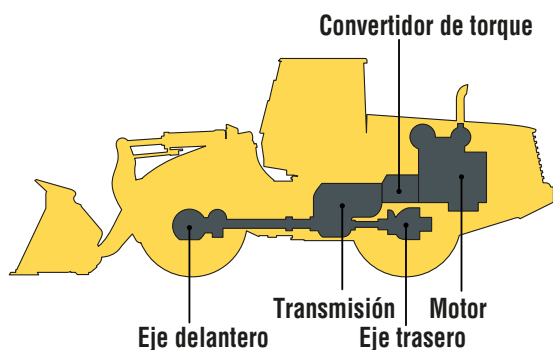 Convertidor de torque
Transmisión
Motor
Eje delantero
Eje trasero